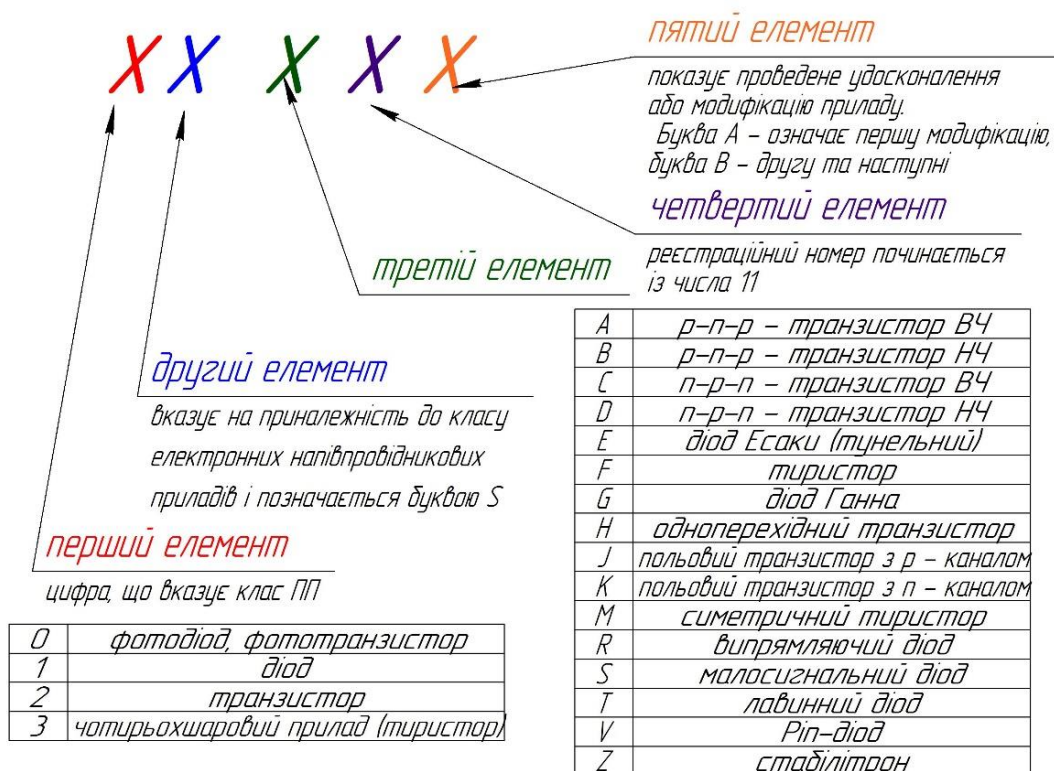 X X X X X
пятий елемент
показує проведене удосконалення
або модифікацію приладу.
Буква А – означає першу модифікацію,
буква В – другу та наступні
четвертий елемент
реєстраційний номер починається
із числа 11
третій елемент
A p-n-p – транзистор ВЧ
B p-n-p – транзистор НЧ
C n-p-n – транзистор ВЧ
D n-p-n – транзистор НЧ
E діод Есаки (тунельний)
F тиристор
G діод Ганна
H одноперехідний транзистор
J польовий транзистор з p – каналом
K польовий транзистор з n – каналом
M симетричний тиристор
R випрямляючий діод
S малосигнальний діод
T лавинний діод
V Pin-діод
Z стабілітрон
другий елемент
вказує на приналежність до класу
електронних напівпровідникових
приладів і позначається буквою S
перший елемент
цифра, що вказує клас ПП
0 фотодіод, фототранзистор
1 діод
2 транзистор
3 чотирьохшаровий прилад (тиристор)